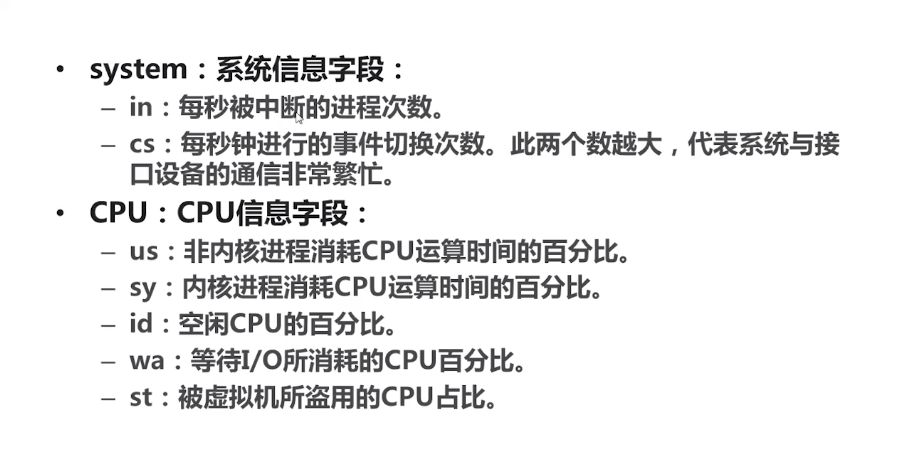 • system：系统信息字段：
– in：每秒被中断的进程次数。
– cs：每秒钟进行的事件切换次数。此两个数越大，代表系统与接
口设备的通信非常繁忙。
• CPU：CPU信息字段：
– us：非内核进程消耗CPU运算时间的百分比。
– sy：内核进程消耗CPU运算时间的百分比。
– id：空闲CPU的百分比。
– wa：等待I/O所消耗的CPU百分比。
– st：被虚拟机所盗用的CPU占比。